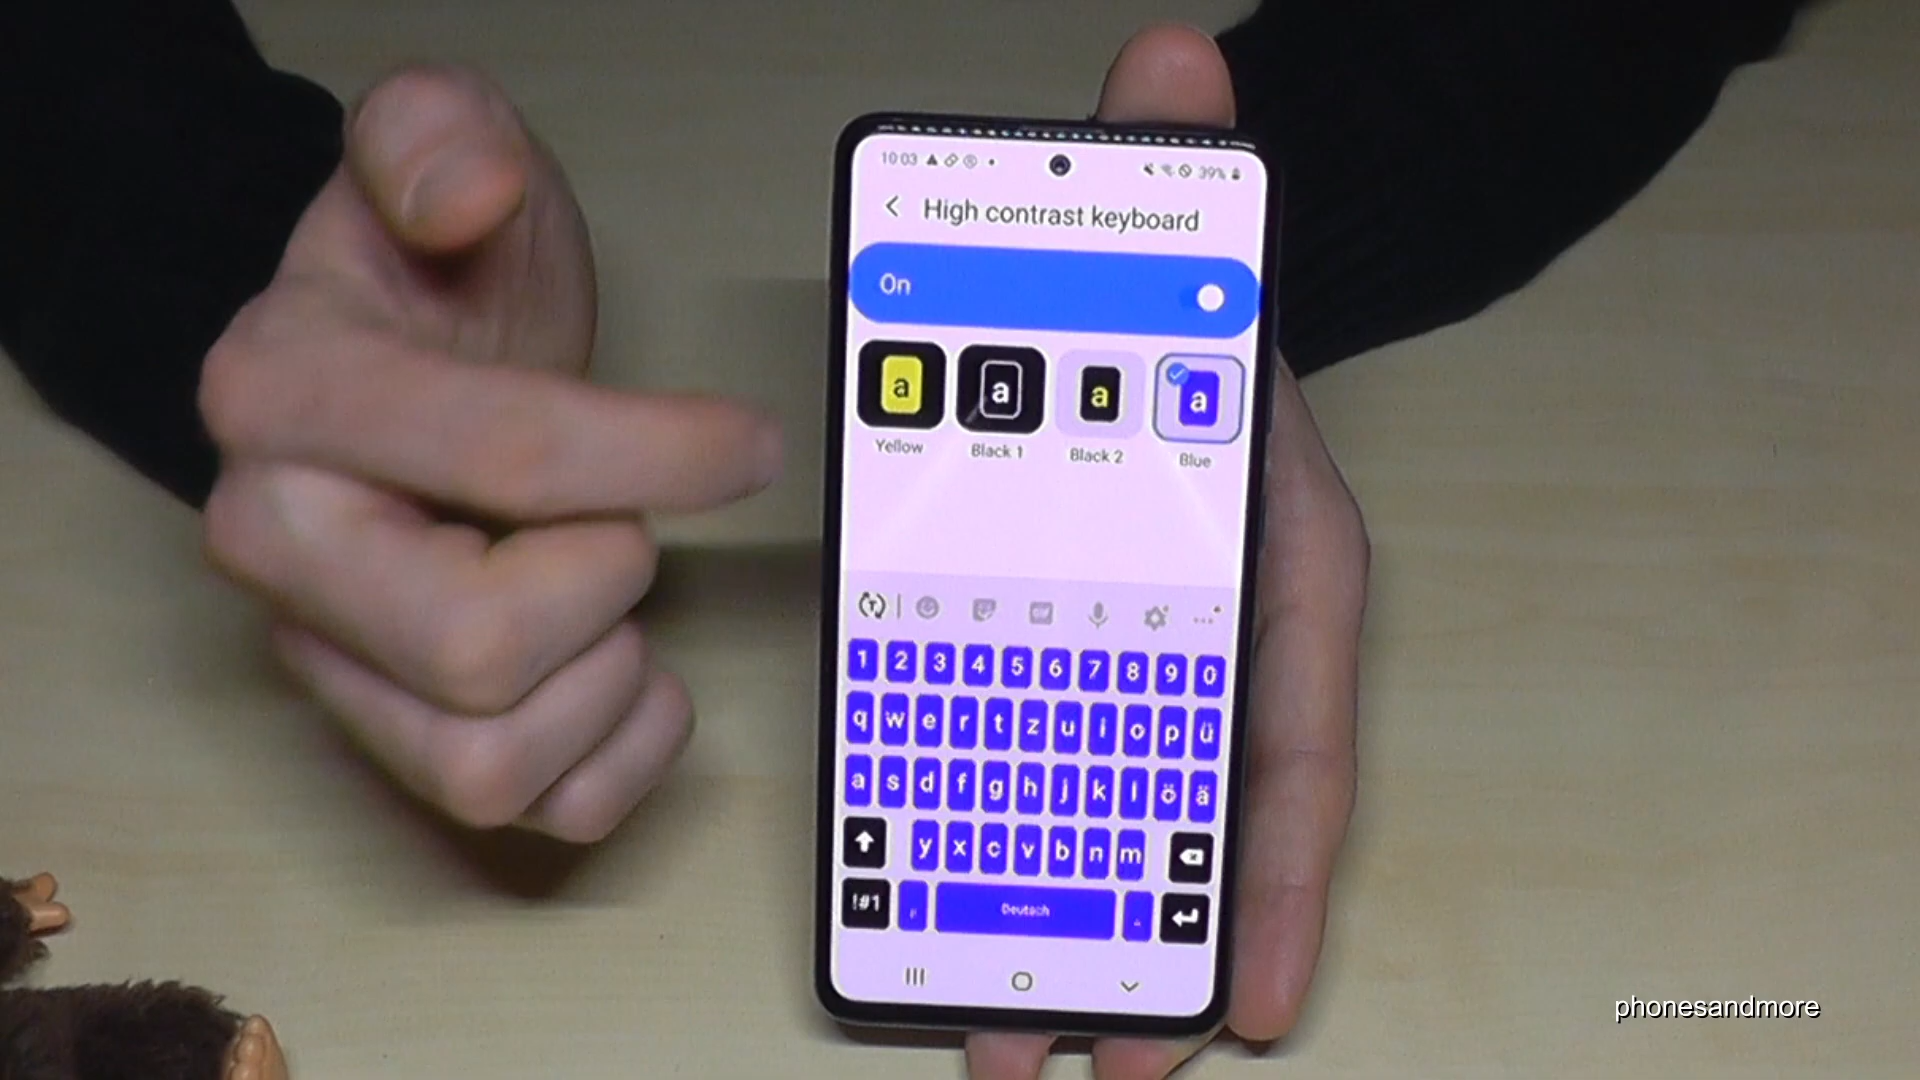 10:03 39%
High contrast keyboard
On
a a a a
Yellow Black 1 Black 2 Blue
GIF
1 2 3 4 5 6 7 8 9 0
q w e r t z u i o p ü
a s d f g h j k l ö ä
y x c v b n m
!#1 , Deutsch .
phonesandmore